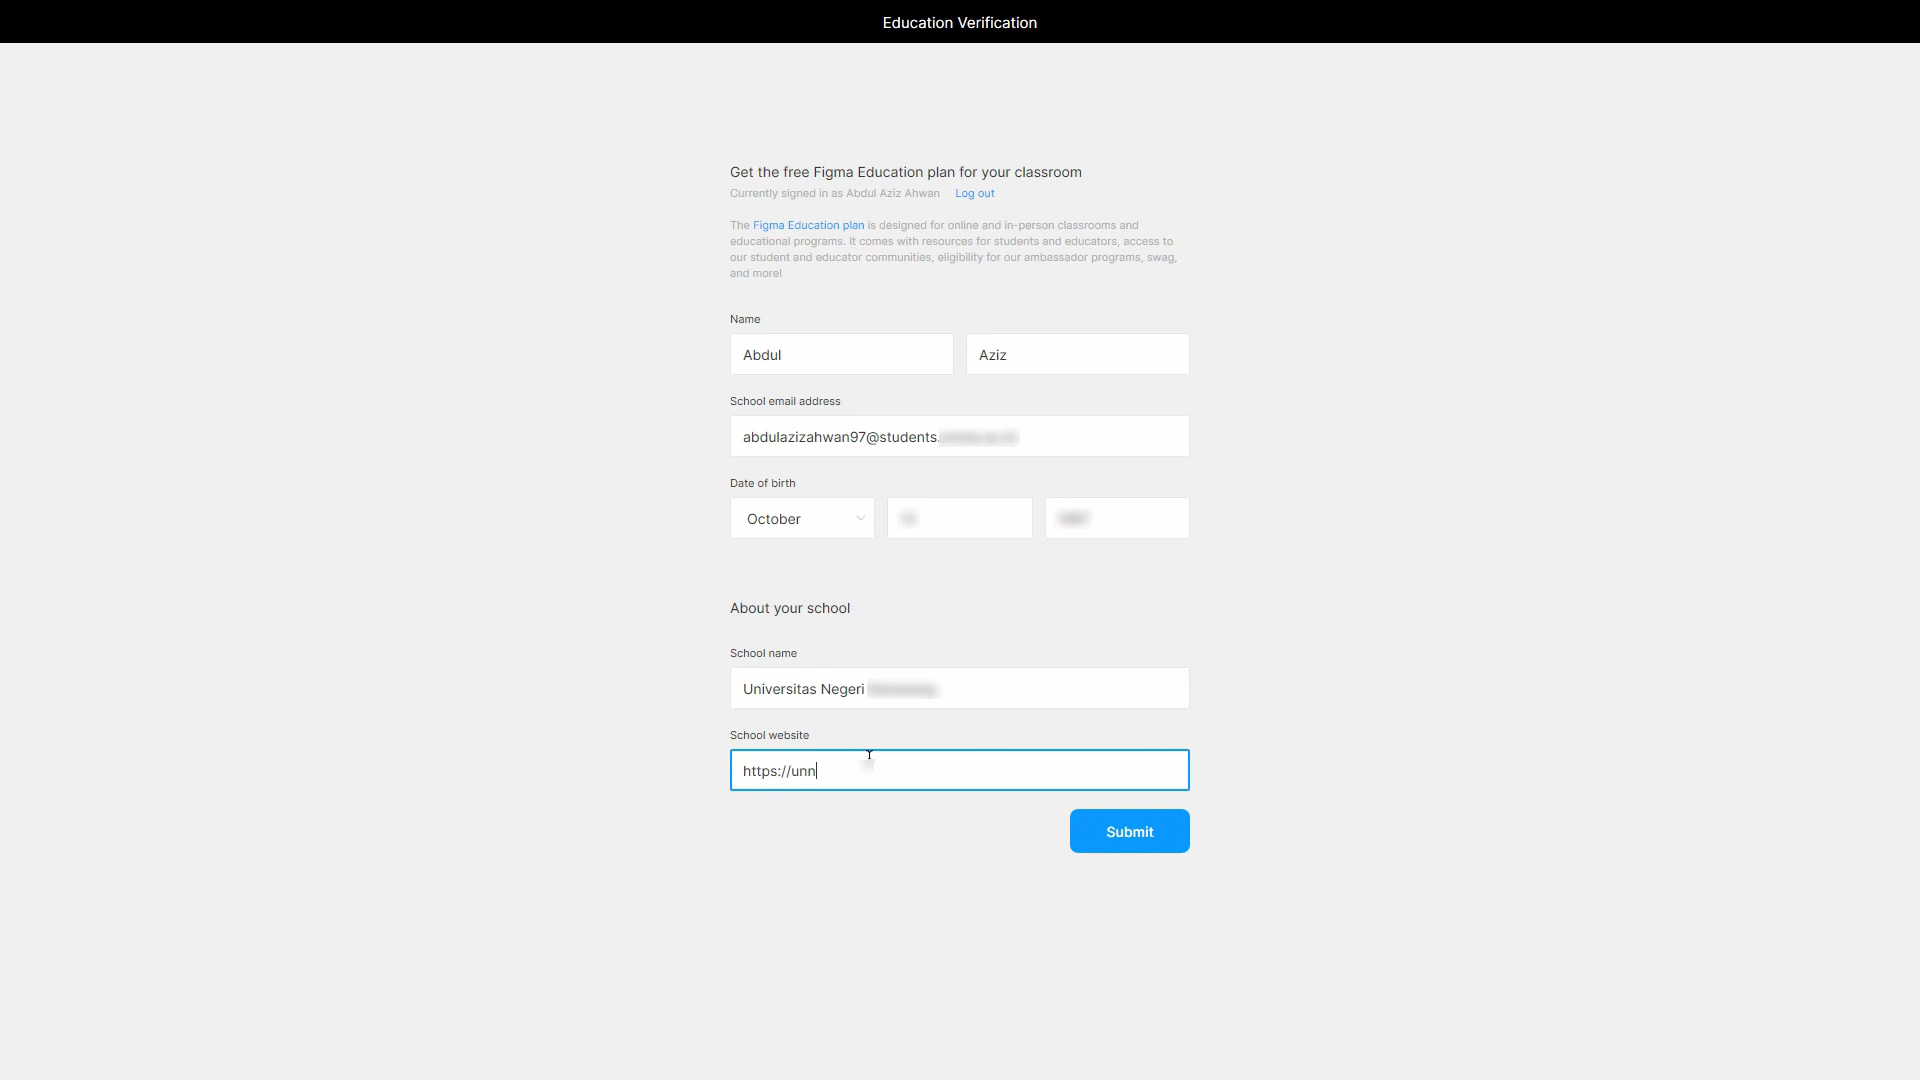 Education Verification
Get the free Figma Education plan for your classroom
Currently signed in as Abdul Aziz Ahwan Log out
The Figma Education plan is designed for online and in-person classrooms and
educational programs. It comes with resources for students and educators, access to
our student and educator communities, eligibility for our ambassador programs, swag,
and more!
Name
Abdul Aziz
School email address
abdulazizahwan97@students.
Date of birth
October
About your school
School name
Universitas Negeri
School website
https://unn
Submit